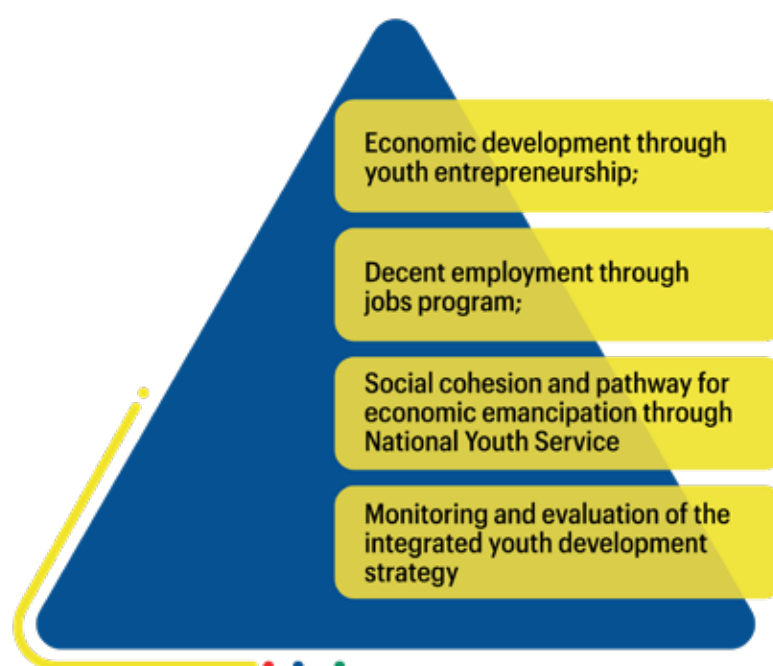 Economic development through
youth entrepreneurship;
Decent employment through
jobs program;
Social cohesion and pathway for
economic emancipation through
National Youth Service
Monitoring and evaluation of the
integrated youth development
strategy